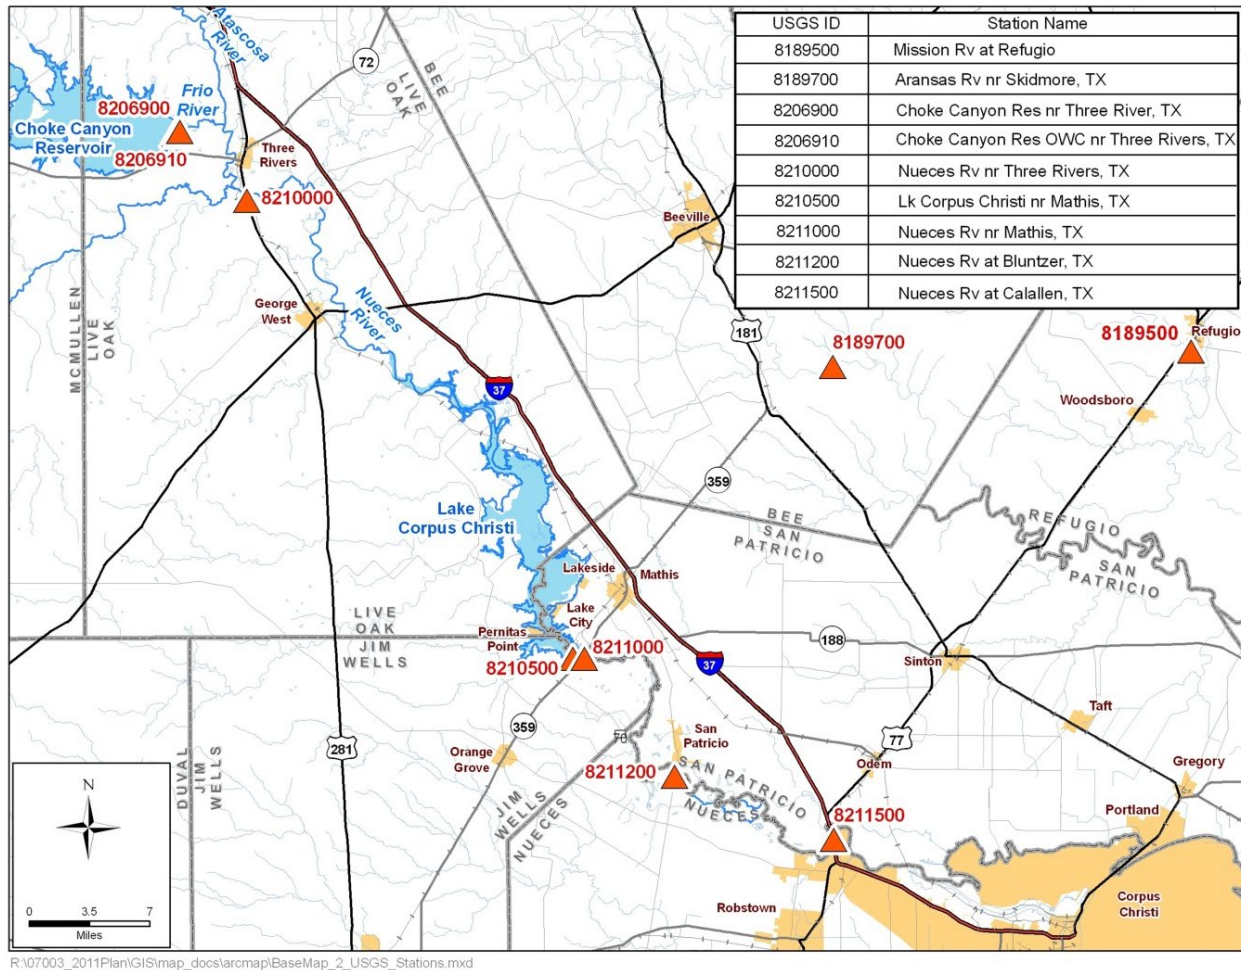 USGS ID Station Name
8189500 Mission Rv at Refugio
8189700 Aransas Rv nr Skidmore, TX
8206900 Choke Canyon Res nr Three River, TX
8206910 Choke Canyon Res OWC nr Three Rivers, TX
8210000 Nueces Rv nr Three Rivers, TX
8210500 Lk Corpus Christi nr Mathis, TX
8211000 Nueces Rv nr Mathis, TX
8211200 Nueces Rv at Bluntzer, TX
8211500 Nueces Rv at Calallen, TX
Atascosa
River
72
BEE
LIVE
OAK
Frio
River
8206900
Choke Canyon
Reservoir
8206910
Three
Rivers
8210000
Beeville
MCMULLEN
LIVE
OAK
George
West
Nueces
River
181
8189700
8189500
Refugio
37
Woodsboro
359
Lake
Corpus Christi
BEE
SAN
PATRICIO
REFUGIO
SAN
PATRICIO
Lakeside
Mathis
Lake
City
LIVE
OAK
JIM
WELLS
Pernitas
Point
8211000
8210500
188
37
Sinton
359
San
Patricio
Taft
77
281
70
Orange
Grove
8211200
SAN PATRICIO
NUECES
Odem
Gregory
DUVAL
JIM
WELLS
JIM
WELLS
NUECES
8211500
Portland
Robstown
Corpus
Christi
N
0 3.5 7
Miles
R:\07003_2011Plan\GIS\map_docs\arcmap\BaseMap_2_USGS_Stations.mxd